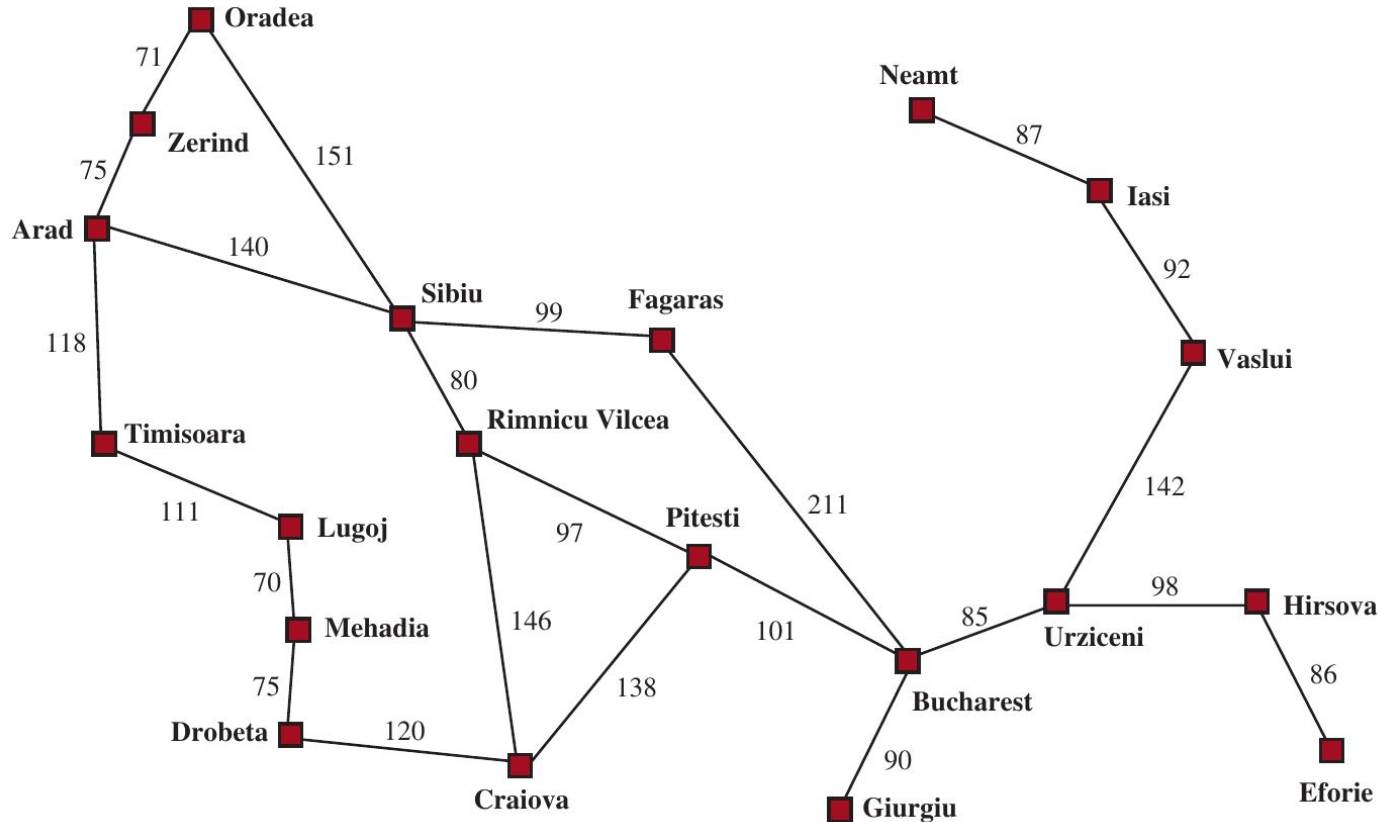 Oradea
71
Neamt
Zerind
87
151
75
Iasi
Arad
140
92
Sibiu
Fagaras
99
118
Vaslui
80
Rimnicu Vilcea
Timisoara
142
211
111
Pitesti
Lugoj
97
70
98
Hirsova
146
85
Mehadia
101
Urziceni
86
75
138
Bucharest
Drobeta
120
90
Eforie
Craiova
Giurgiu